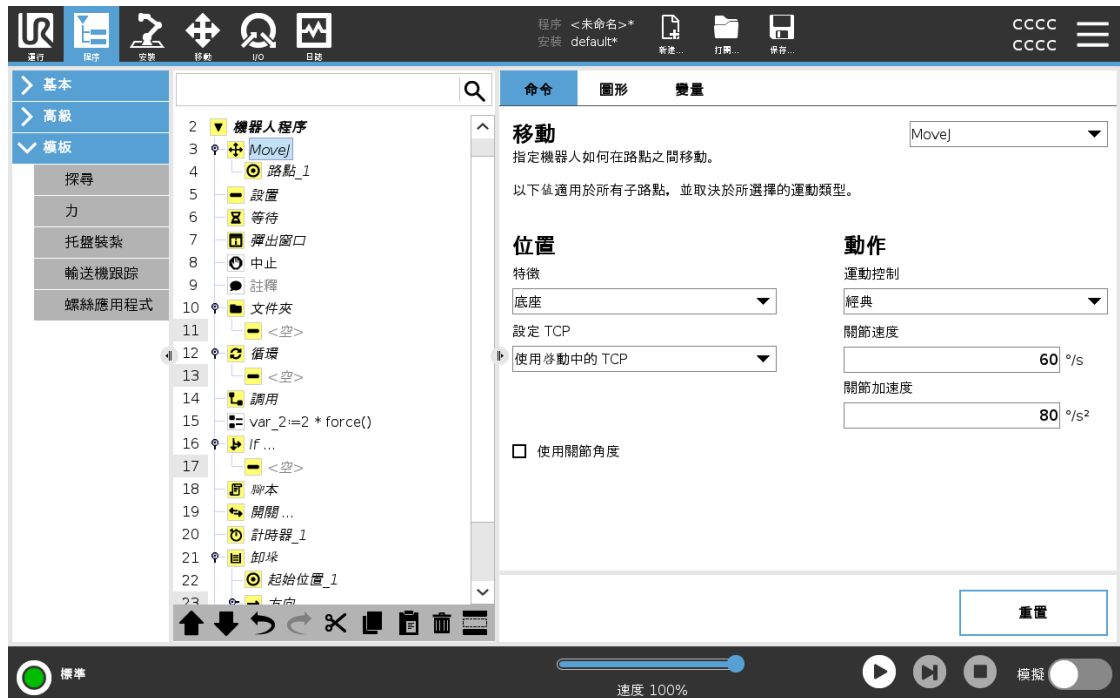 程序 <未命名>*
安裝 default*
CCCC
CCCC
運行
程序
安裝
移動
I/O
日誌
新建...
打開...
保存...
基本
高級
模板
探尋
力
托盤裝紮
輸送機跟踪
螺絲應用程式
2 機器人程序
3 MoveJ
4 路點_1
5 設置
6 等待
7 彈出窗口
8 中止
9 註釋
10 文件夾
11 <空>
12 循環
13 <空>
14 調用
15 var_2:=2 * force()
16 If ...
17 <空>
18 腳本
19 開關 ...
20 計時器_1
21 卸垛
22 起始位置_1
23 方向
命令
圖形
變量
移動
MoveJ
指定機器人如何在路點之間移動。
以下值適用於所有子路點，並取決於所選擇的運動類型。
位置
動作
特徵
運動控制
底座
經典
設定 TCP
關節速度
使用移動中的 TCP
60 °/s
關節加速度
80 °/s²
使用關節角度
重置
標準
速度 100%
模擬